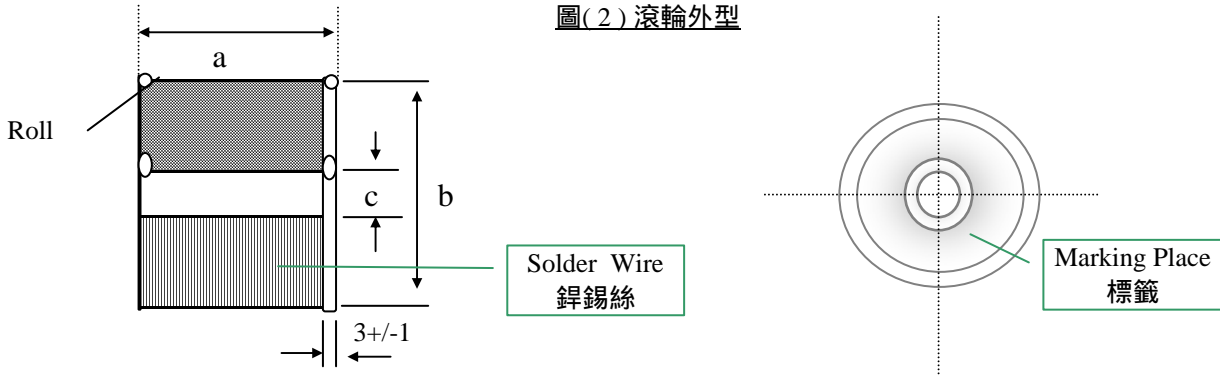 圖( 2 ) 滾輪外型
a
Roll
c
b
Solder Wire
銲錫絲
Marking Place
標籤
3+/-1